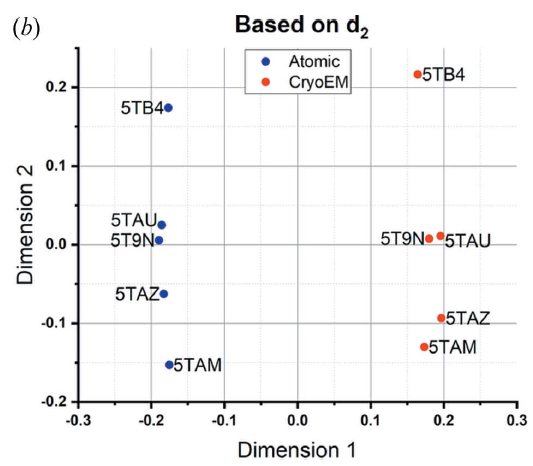 (b)
Based on d₂
Atomic
CryoEM
Dimension 2
0.2
0.1
0.0
-0.1
-0.2
5TB4
5TAU
5T9N
5TAZ
5TAM
5TB4
5T9N
5TAU
5TAZ
5TAM
-0.3
-0.2
-0.1
0.0
0.1
0.2
0.3
Dimension 1